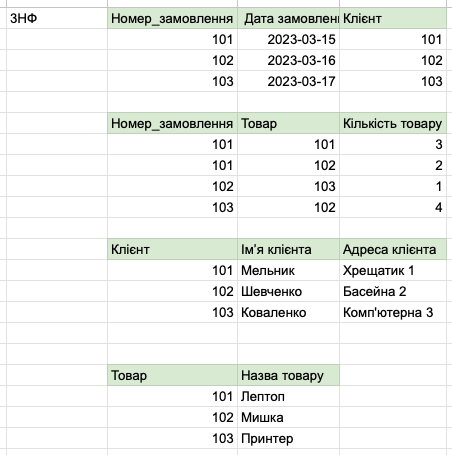 3НФ Номер_замовлення Дата замовлені Клієнт
101 2023-03-15 101
102 2023-03-16 102
103 2023-03-17 103
Номер_замовлення Товар Кількість товару
101 101 3
101 102 2
102 103 1
103 102 4
Клієнт Ім'я клієнта Адреса клієнта
101 Мельник Хрещатик 1
102 Шевченко Басейна 2
103 Коваленко Комп'ютерна 3
Товар Назва товару
101 Лептоп
102 Мишка
103 Принтер